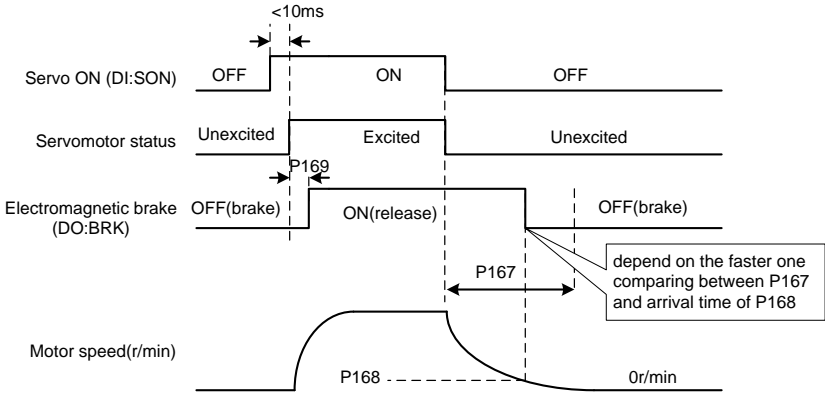 <10ms
Servo ON (DI:SON)
OFF
ON
OFF
Servomotor status
Unexcited
Excited
Unexcited
P169
Electromagnetic brake
(DO:BRK)
OFF(brake)
ON(release)
OFF(brake)
P167
depend on the faster one
comparing between P167
and arrival time of P168
Motor speed(r/min)
P168
0r/min